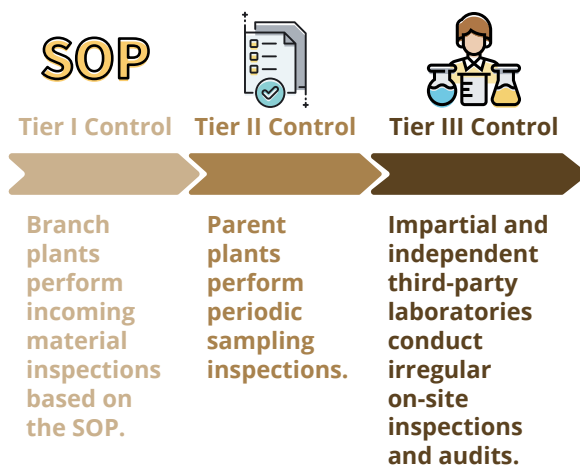 SOP
Tier I Control
Tier II Control
Tier III Control
Branch
plants
perform
incoming
material
inspections
based on
the SOP.
Parent
plants
perform
periodic
sampling
inspections.
Impartial and
independent
third-party
laboratories
conduct
irregular
on-site
inspections
and audits.